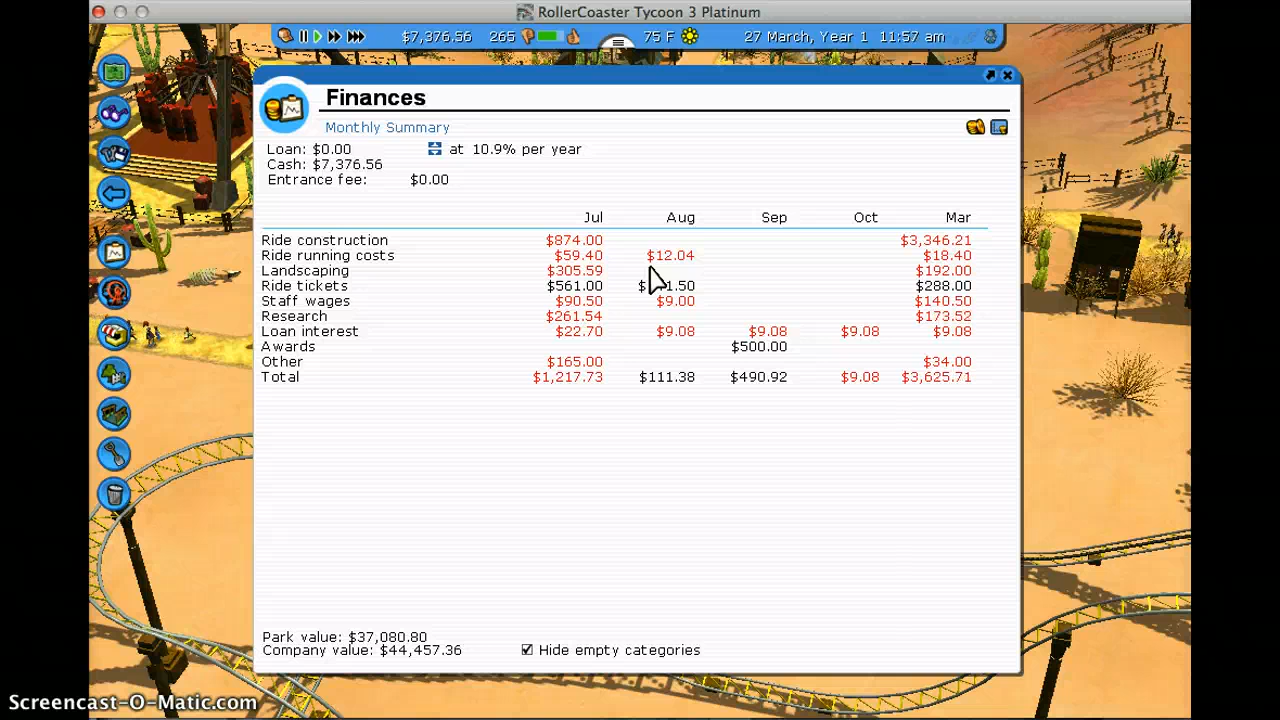 RollerCoaster Tycoon 3 Platinum
$7,376.56 265 75 F 27 March, Year 1 11:57 am
Finances
Monthly Summary
Loan: $0.00 at 10.9% per year
Cash: $7,376.56
Entrance fee: $0.00
Jul Aug Sep Oct Mar
Ride construction $874.00 $3,346.21
Ride running costs $59.40 $12.04 $18.40
Landscaping $305.59 $192.00
Ride tickets $561.00 $288.00
Staff wages $90.50 $9.00 $140.50
Research $261.54 $173.52
Loan interest $22.70 $9.08 $9.08 $9.08 $9.08
Awards $500.00
Other $165.00 $34.00
Total $1,217.73 $111.38 $490.92 $9.08 $3,625.71
Park value: $37,080.80
Company value: $44,457.36 Hide empty categories
Screencast-O-Matic.com